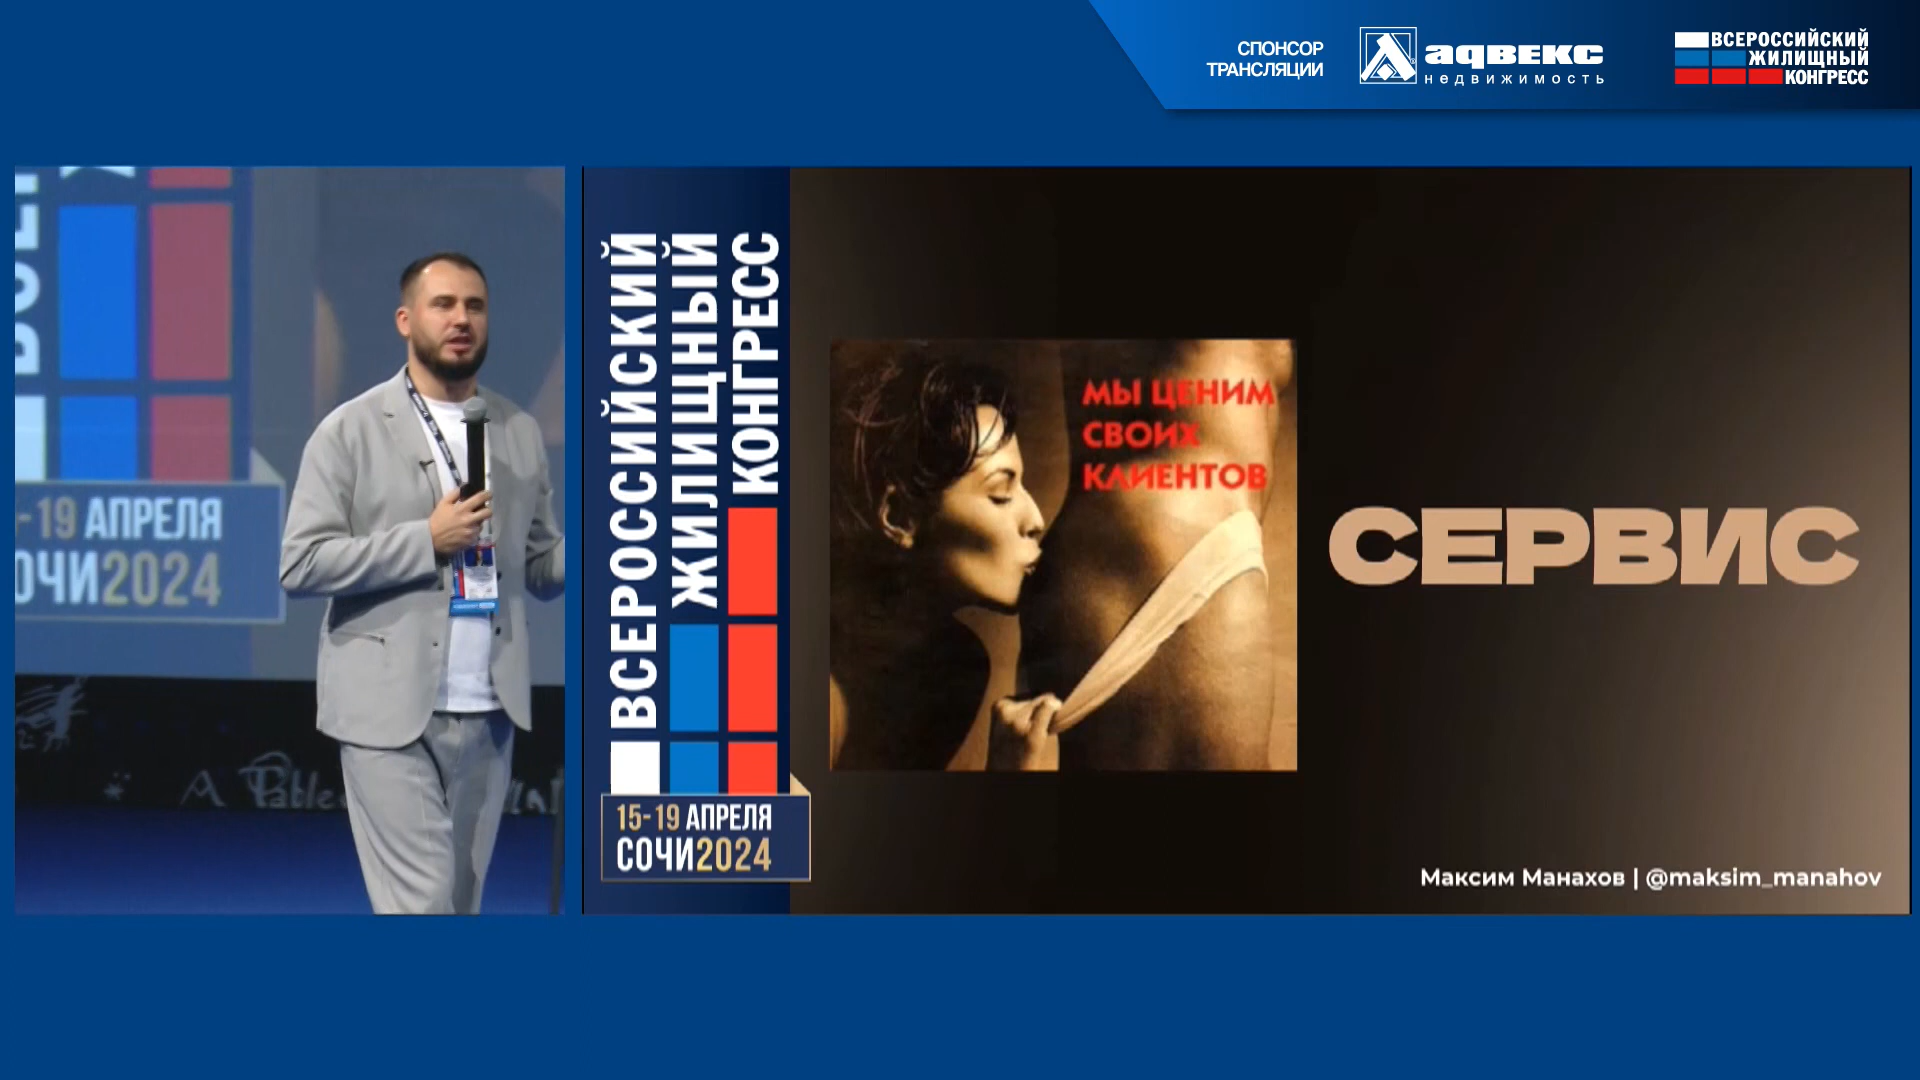 СПОНСОР
ТРАНСЛЯЦИИ
адвекс
недвижимость
ВСЕРОССИЙСКИЙ
ЖИЛИЩНЫЙ
КОНГРЕСС
19 АПРЕЛЯ
ОЧИ2024
ВСЕРОССИЙСКИЙ
ЖИЛИЩНЫЙ
КОНГРЕСС
15-19 АПРЕЛЯ
СОЧИ2024
МЫ ЦЕНИМ
СВОИХ
КЛИЕНТОВ
СЕРВИС
Максим Манахов | @maksim_manahov